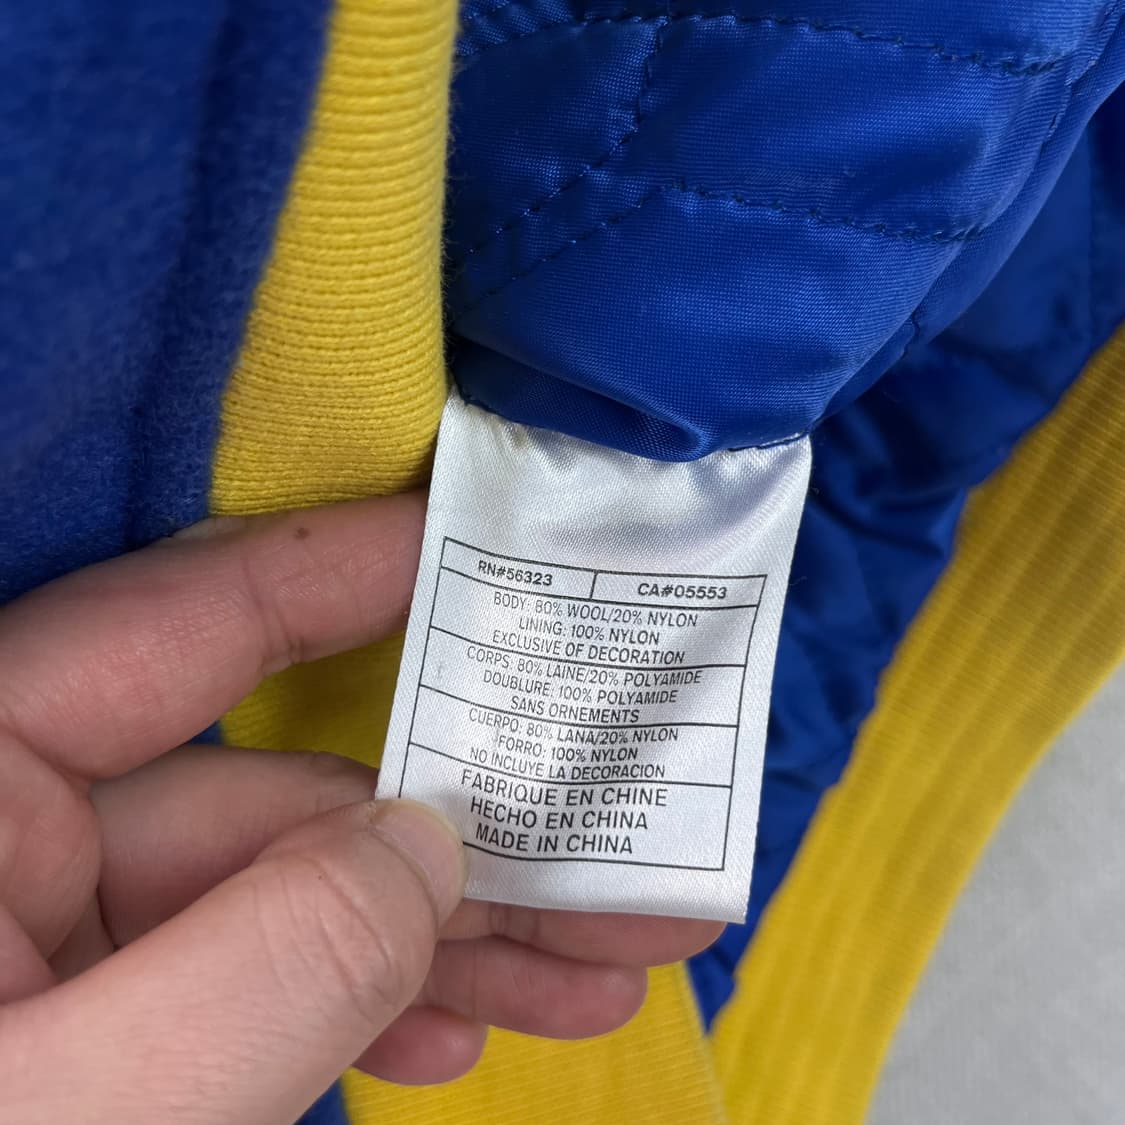 RN#56323 CA#05553
BODY: 80% WOOL/20% NYLON
LINING: 100% NYLON
EXCLUSIVE OF DECORATION
CORPS: 80% LAINE/20% POLYAMIDE
DOUBLURE: 100% POLYAMIDE
SANS ORNEMENTS
CUERPO: 80% LANA/20% NYLON
FORRO: 100% NYLON
NO INCLUYE LA DECORACION
FABRIQUE EN CHINE
HECHO EN CHINA
MADE IN CHINA